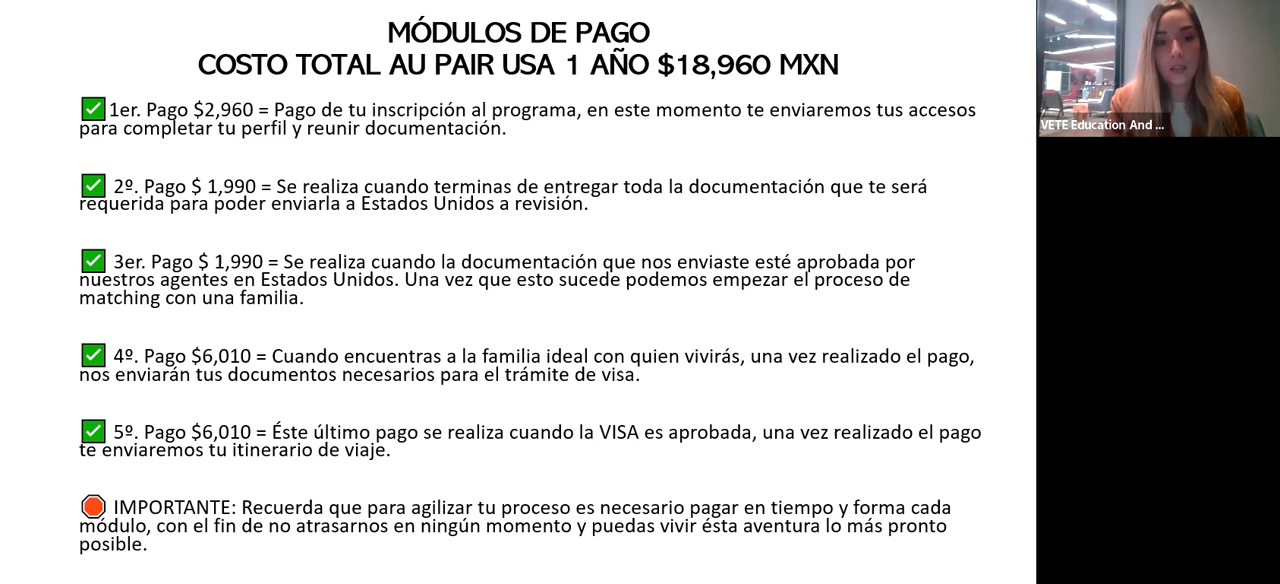 MÓDULOS DE PAGO
COSTO TOTAL AU PAIR USA 1 AÑO $18,960 MXN
1er. Pago $2,960 = Pago de tu inscripción al programa, en este momento te enviaremos tus accesos
para completar tu perfil y reunir documentación.
2º. Pago $ 1,990 = Se realiza cuando terminas de entregar toda la documentación que te será
requerida para poder enviarla a Estados Unidos a revisión.
3er. Pago $ 1,990 = Se realiza cuando la documentación que nos enviaste esté aprobada por
nuestros agentes en Estados Unidos. Una vez que esto sucede podemos empezar el proceso de
matching con una familia.
4º. Pago $6,010 = Cuando encuentras a la familia ideal con quien vivirás, una vez realizado el pago,
nos enviarán tus documentos necesarios para el trámite de visa.
5º. Pago $6,010 = Éste último pago se realiza cuando la VISA es aprobada, una vez realizado el pago
te enviaremos tu itinerario de viaje.
IMPORTANTE: Recuerda que para agilizar tu proceso es necesario pagar en tiempo y forma cada
módulo, con el fin de no atrasarnos en ningún momento y puedas vivir ésta aventura lo más pronto
posible.
VETE Education And ...